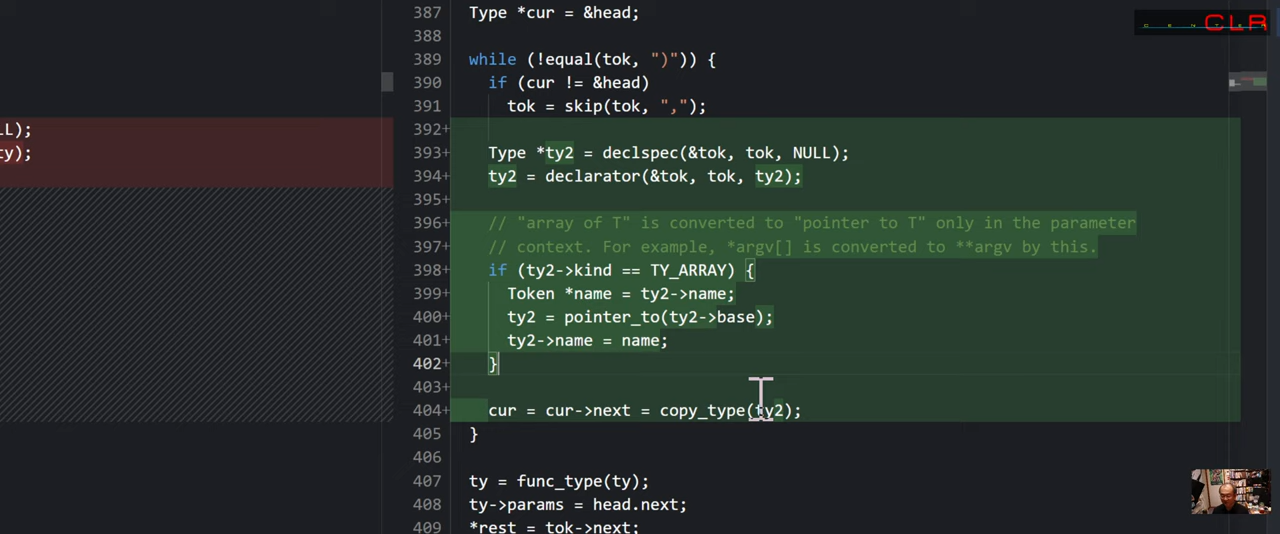 CENTER CLR
387 Type *cur = &head;
388
389 while (!equal(tok, ")")) {
390 if (cur != &head)
391 tok = skip(tok, ",");
392+
LL);
ty);
393+ Type *ty2 = declspec(&tok, tok, NULL);
394+ ty2 = declarator(&tok, tok, ty2);
395+
396+ // "array of T" is converted to "pointer to T" only in the parameter
397+ // context. For example, *argv[] is converted to **argv by this.
398+ if (ty2->kind == TY_ARRAY) {
399+ Token *name = ty2->name;
400+ ty2 = pointer_to(ty2->base);
401+ ty2->name = name;
402+ }
403+
404+ cur = cur->next = copy_type(ty2);
405 }
406
407 ty = func_type(ty);
408 ty->params = head.next;
409 *rest = tok->next;